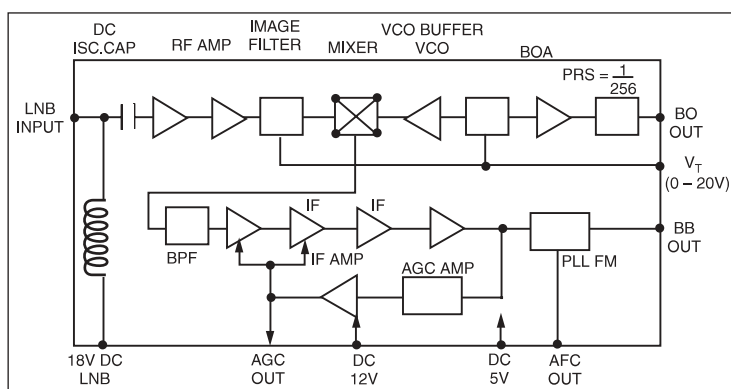 DC
ISC.CAP
RF AMP
IMAGE
FILTER
MIXER
VCO BUFFER
VCO
BOA
PRS = 1/256
LNB
INPUT
BO
OUT
V_T
(0 – 20V)
IF
IF
BPF
IF AMP
AGC AMP
PLL FM
BB
OUT
18V DC
LNB
AGC
OUT
DC
12V
DC
5V
AFC
OUT